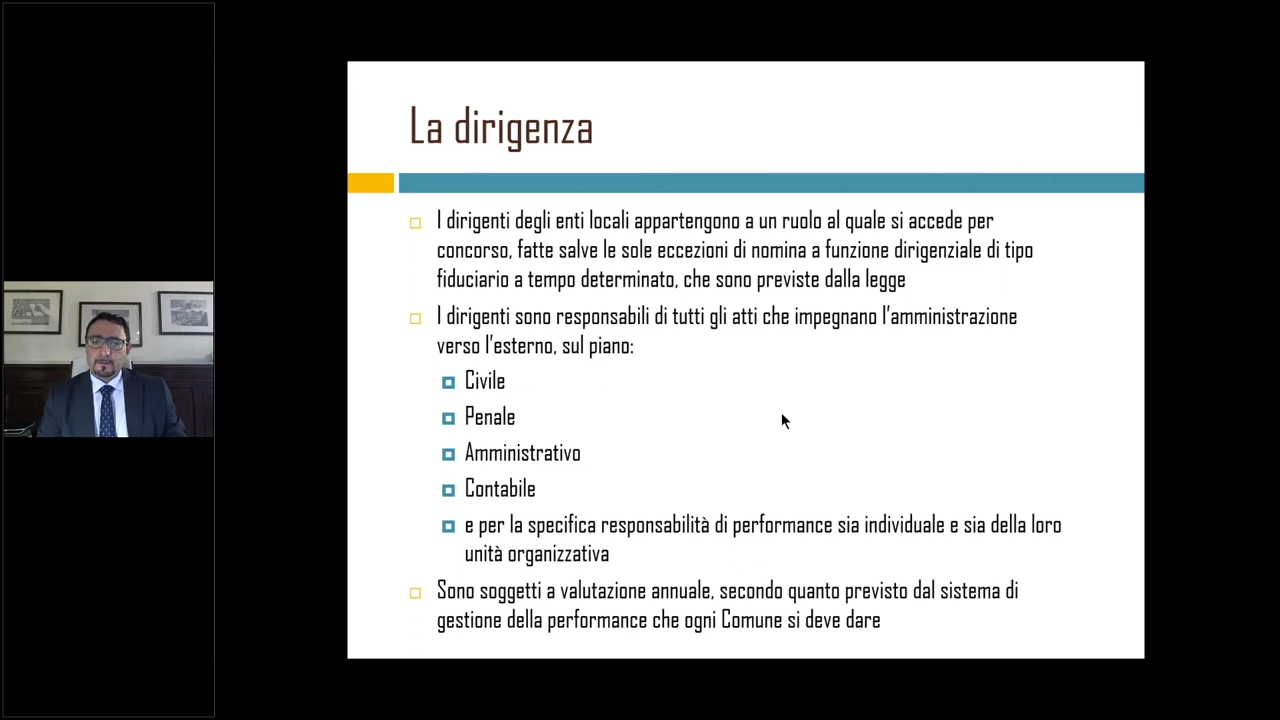 La dirigenza
I dirigenti degli enti locali appartengono a un ruolo al quale si accede per
concorso, fatte salve le sole eccezioni di nomina a funzione dirigenziale di tipo
fiduciario a tempo determinato, che sono previste dalla legge
I dirigenti sono responsabili di tutti gli atti che impegnano l'amministrazione
verso l'esterno, sul piano:
Civile
Penale
Amministrativo
Contabile
e per la specifica responsabilità di performance sia individuale e sia della loro
unità organizzativa
Sono soggetti a valutazione annuale, secondo quanto previsto dal sistema di
gestione della performance che ogni Comune si deve dare